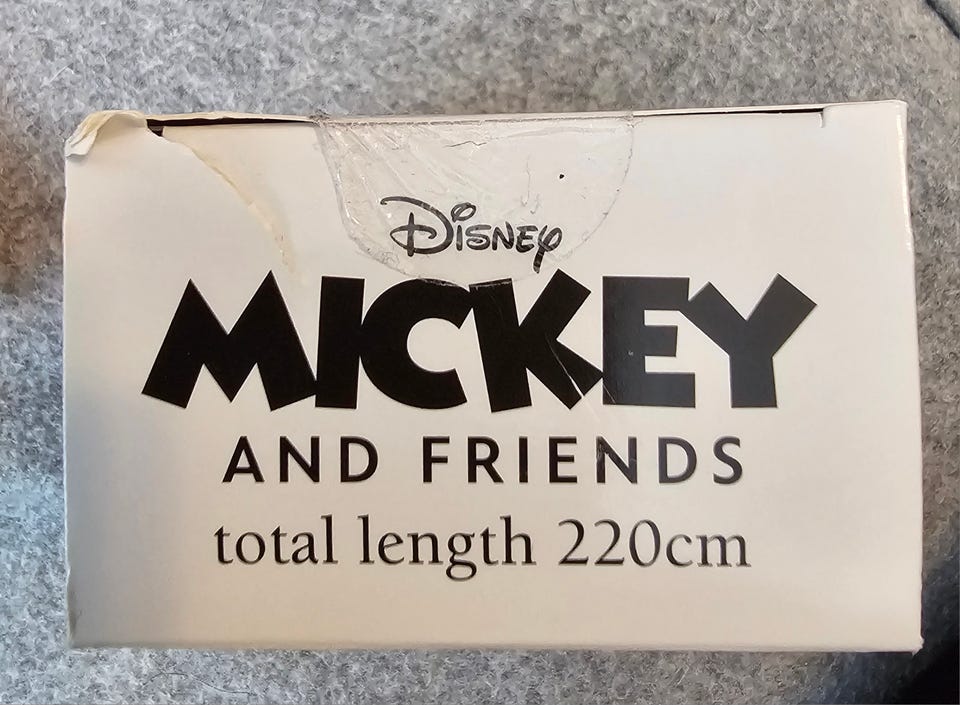 Disney
MICKEY
AND FRIENDS
total length 220cm